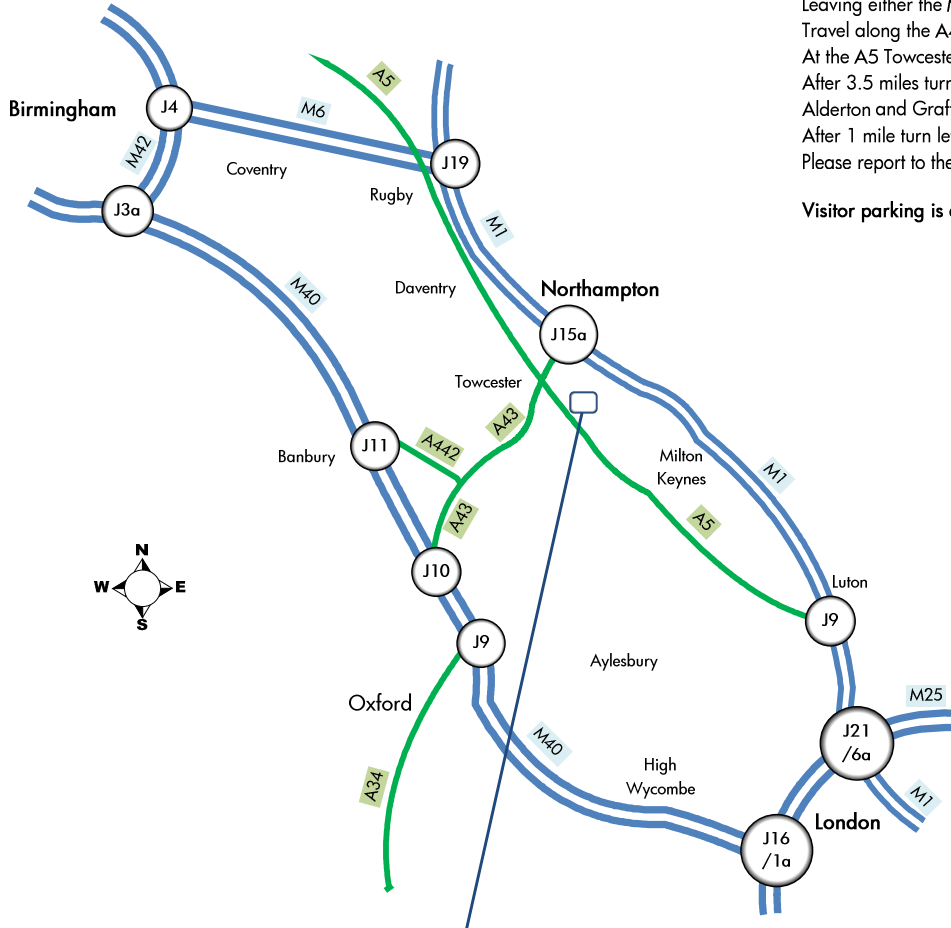 Leaving either the
Travel along the
At the A5
After 3.5 miles turn
Alderton and
After 1 mile turn
Please report to the
Visitor parking is
A5
Birmingham
J4
M6
M42
Coventry
J19
Rugby
J3a
M1
M40
Daventry
Northampton
J15a
Towcester
A43
A442
J11
Banbury
Milton
Keynes
M1
A43
A5
J10
N
W
E
S
Luton
J9
J9
Aylesbury
Oxford
M25
J21
/6a
M40
High
Wycombe
A34
M1
London
J16
/1a